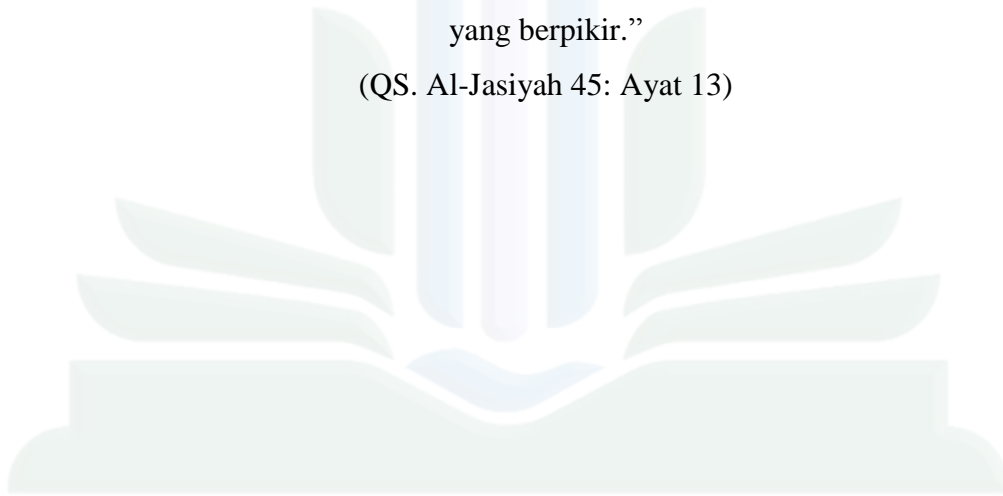 yang berpikir.”
(QS. Al-Jasiyah 45: Ayat 13)